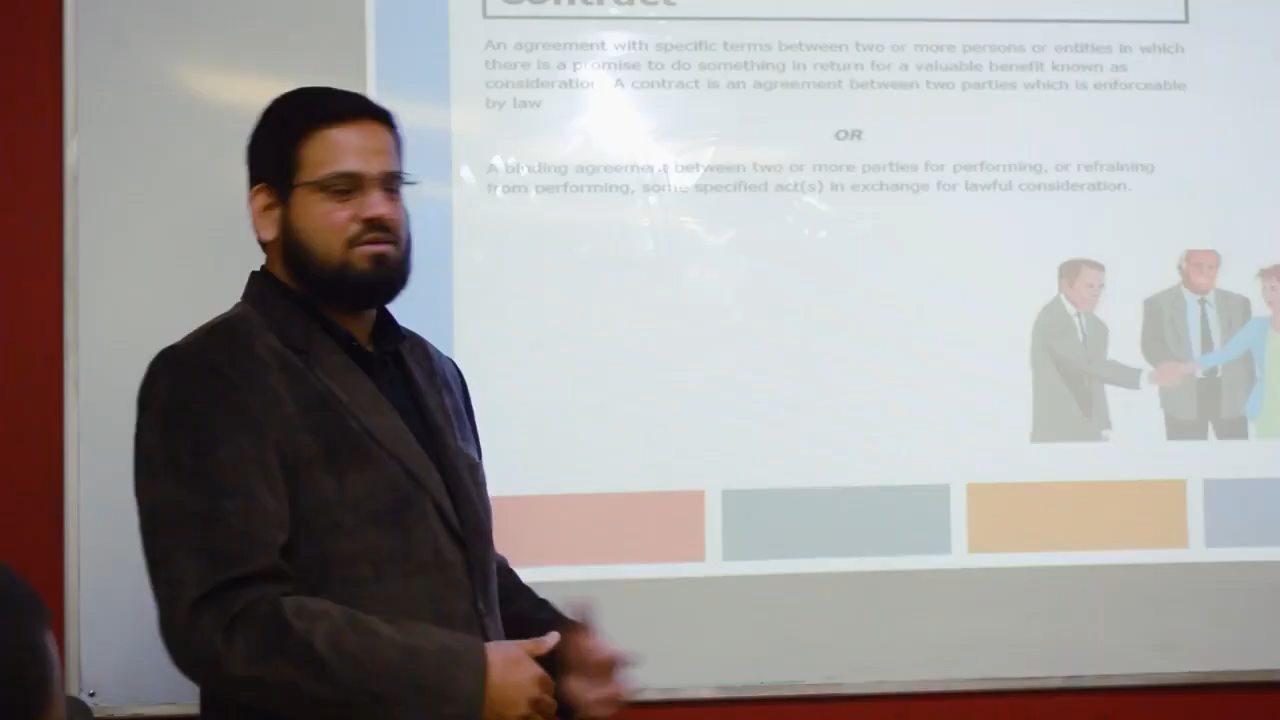 Contract
An agreement with specific terms between two or more persons or entities in which
there is a promise to do something in return for a valuable benefit known as
consideration. A contract is an agreement between two parties which is enforceable
by law
OR
A binding agreement between two or more parties for performing, or refraining
from performing, some specified act(s) in exchange for lawful consideration.